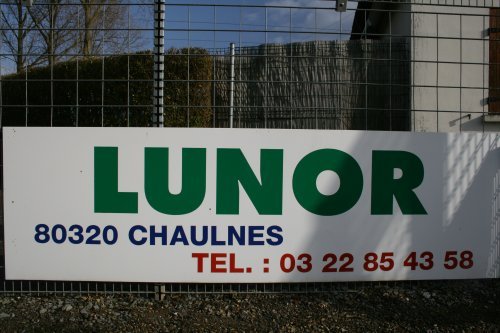 LUNOR
80320 CHAULNES
TEL. : 03 22 85 43 58